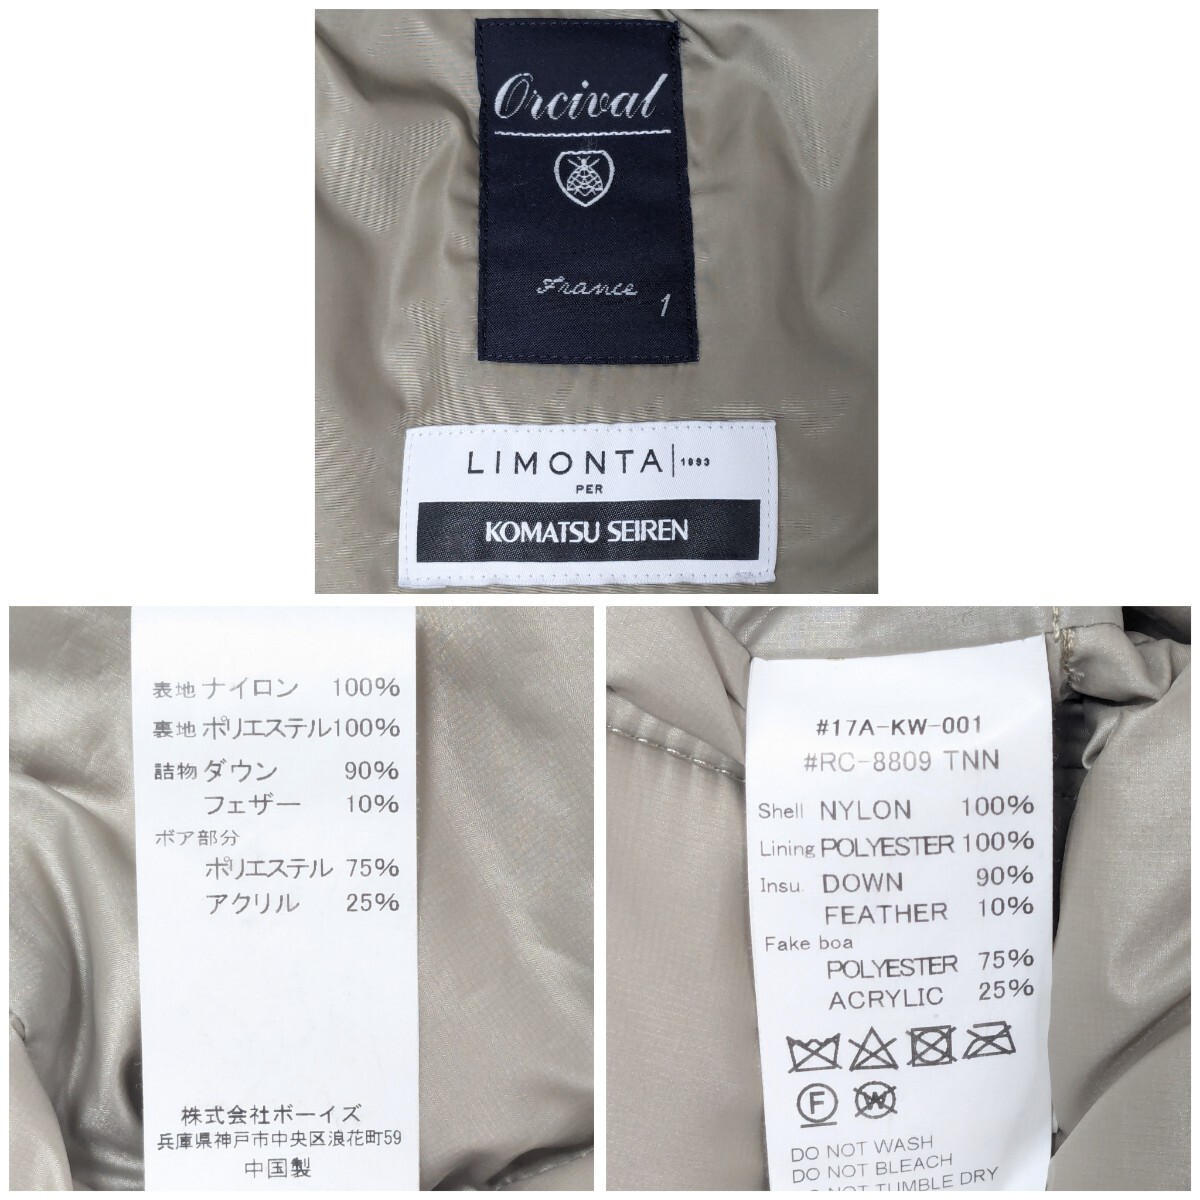 Orcival
France
1
LIMONTA 1893
PER
KOMATSU SEIREN
表地 ナイロン 100%
裏地 ポリエステル 100%
詰物 ダウン 90%
フェザー 10%
ボア部分
ポリエステル 75%
アクリル 25%
株式会社ボーイズ
兵庫県神戸市中央区浪花町59
中国製
#17A-KW-001
#RC-8809 TNN
Shell NYLON 100%
Lining POLYESTER 100%
Insu. DOWN 90%
FEATHER 10%
Fake boa
POLYESTER 75%
ACRYLIC 25%
F
W
DO NOT WASH
DO NOT BLEACH
DO NOT TUMBLE DRY